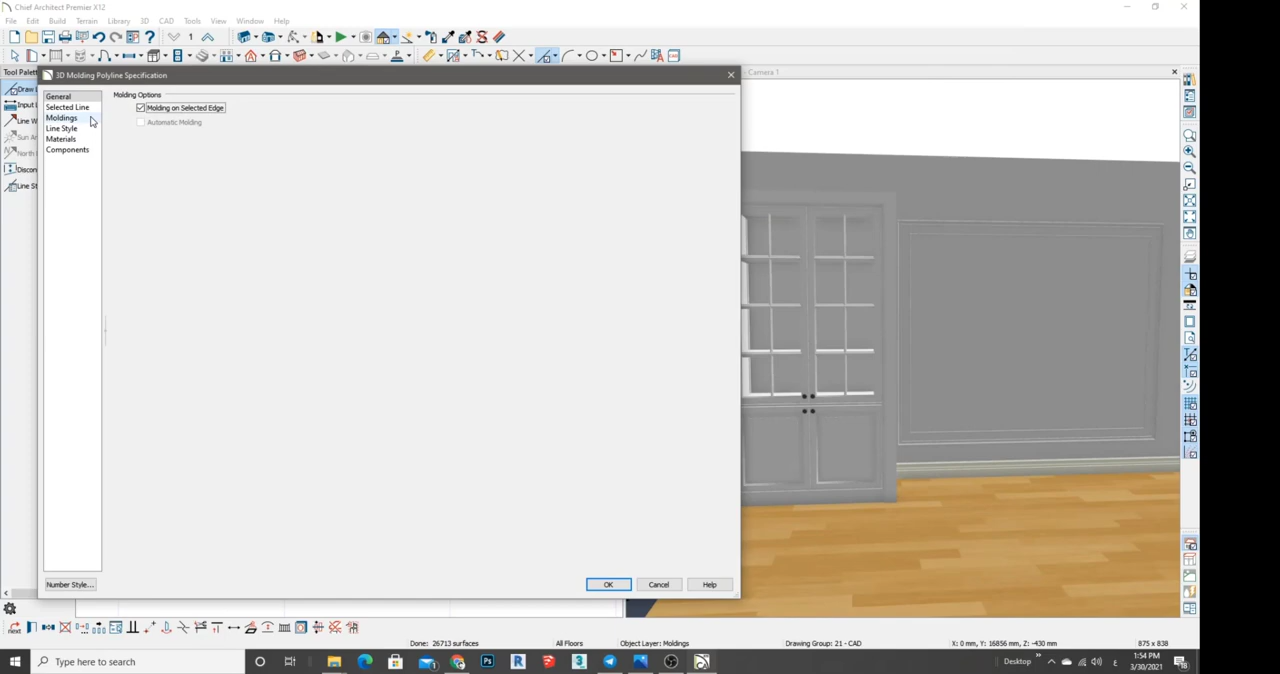 Chief Architect Premier X12
File Edit Build Terrain Library 3D CAD Tools View Window Help
1
Tool Palett
3D Molding Polyline Specification
- Camera 1
Draw L
Input L
Line W
Sun An
North
Discon
Line St
General
Selected Line
Moldings
Line Style
Materials
Components
Molding Options
Molding on Selected Edge
Automatic Molding
Number Style...
OK Cancel Help
next
Done: 26713 surfaces All Floors Object Layer: Moldings Drawing Group: 21 - CAD X: 0 mm, Y: 16856 mm, Z: -430 mm 875 x 838
Type here to search
Desktop
1:54 PM
3/30/2021